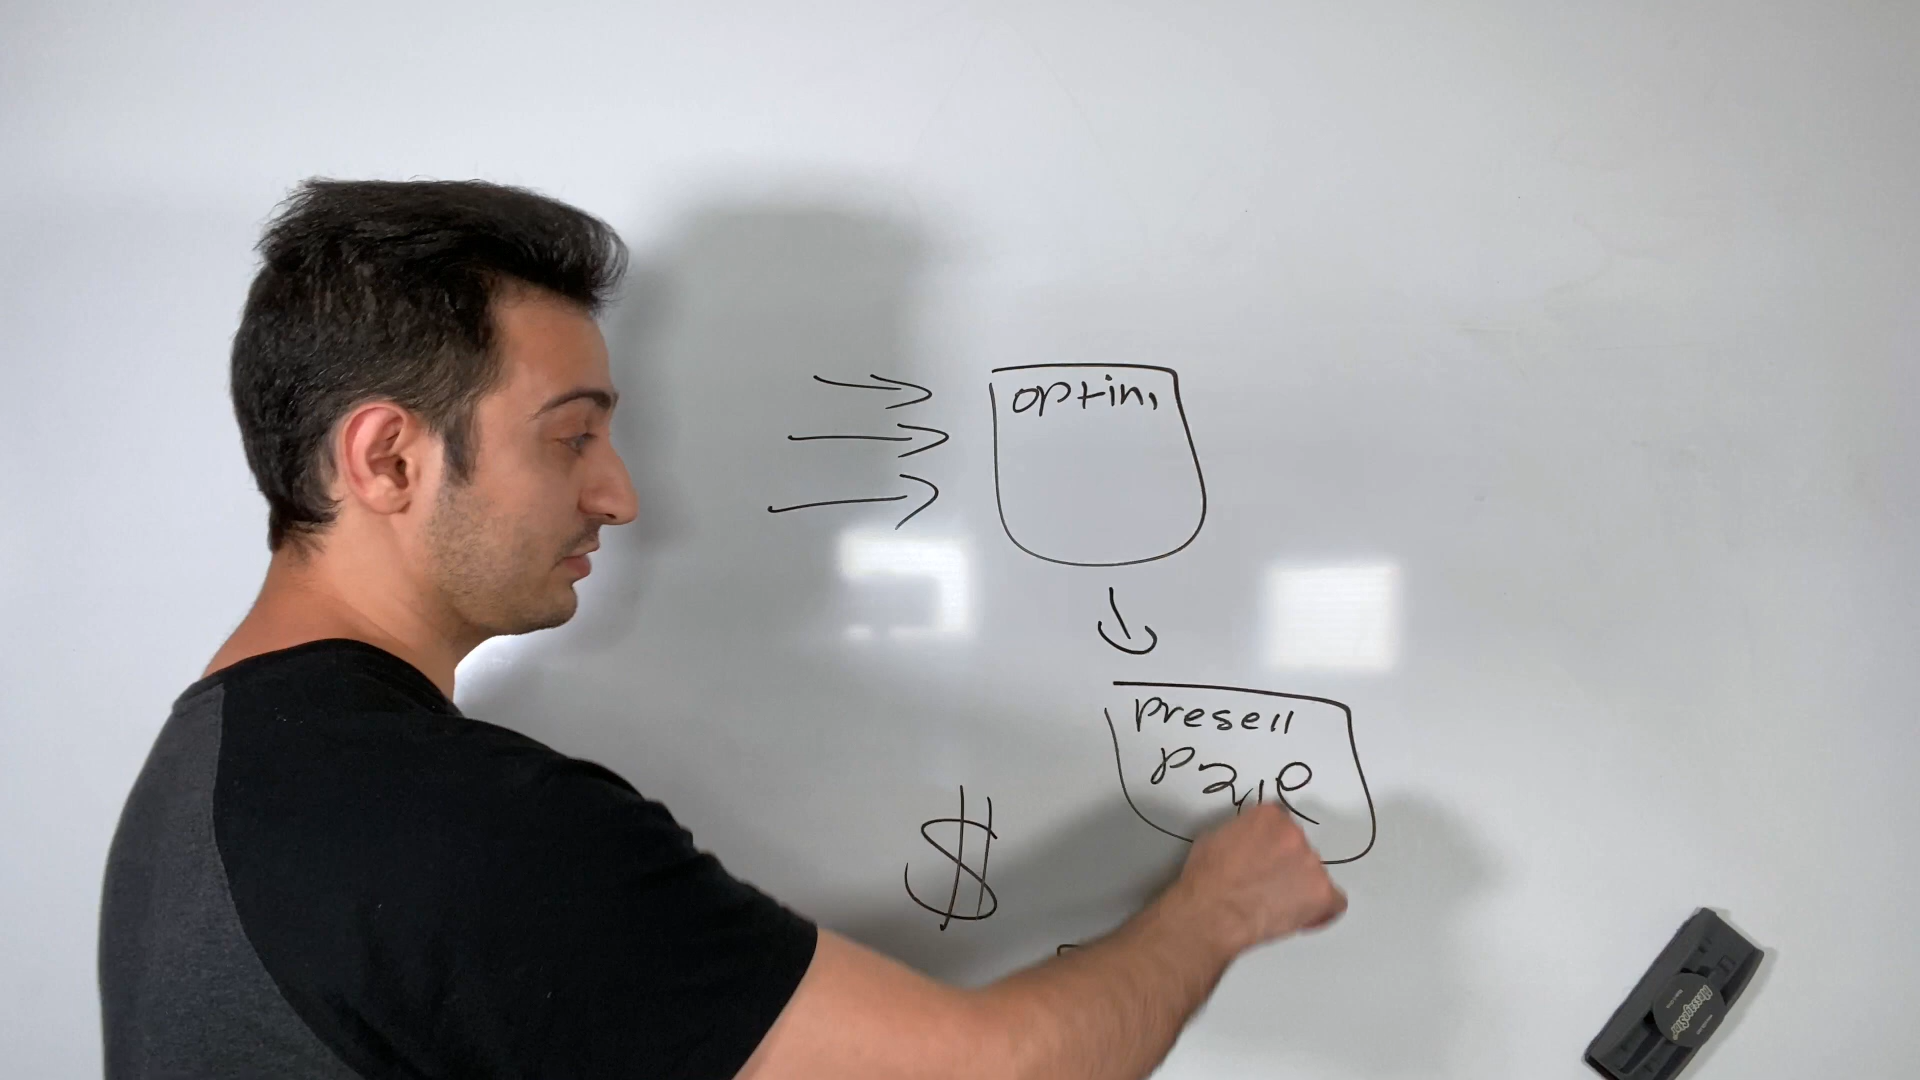 optin,
presell
page
$